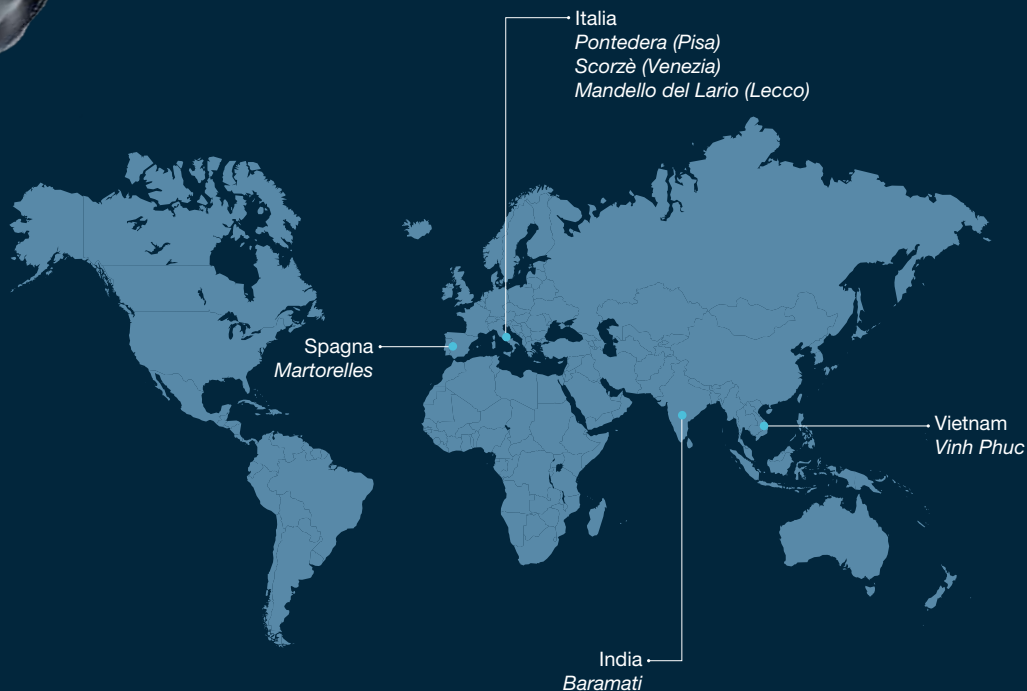 Italia
Pontedera (Pisa)
Scorzè (Venezia)
Mandello del Lario (Lecco)
Spagna
Martorelles
Vietnam
Vinh Phuc
India
Baramati